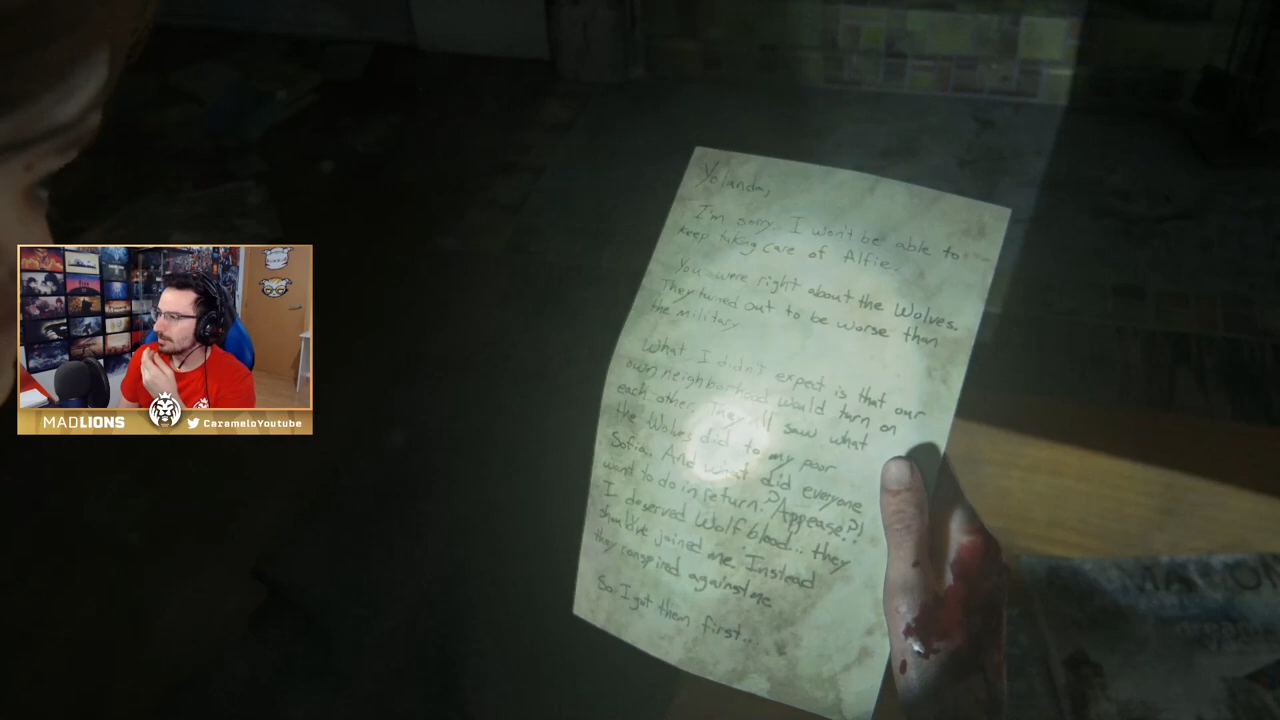 Yolanda,
I'm sorry. I won't be able to
keep taking care of Alfie.
You were right about the Wolves.
They turned out to be worse than
the military.
What I didn't expect is that our
own neighborhood would turn on
each other. They all saw what
the Wolves did to my poor
Sofia. And what did everyone
want to do in return? Appease?!
I deserved Wolf blood... they
should've joined me. Instead
they conspired against me
So I got them first...
MADLIONS
CarameloYoutube